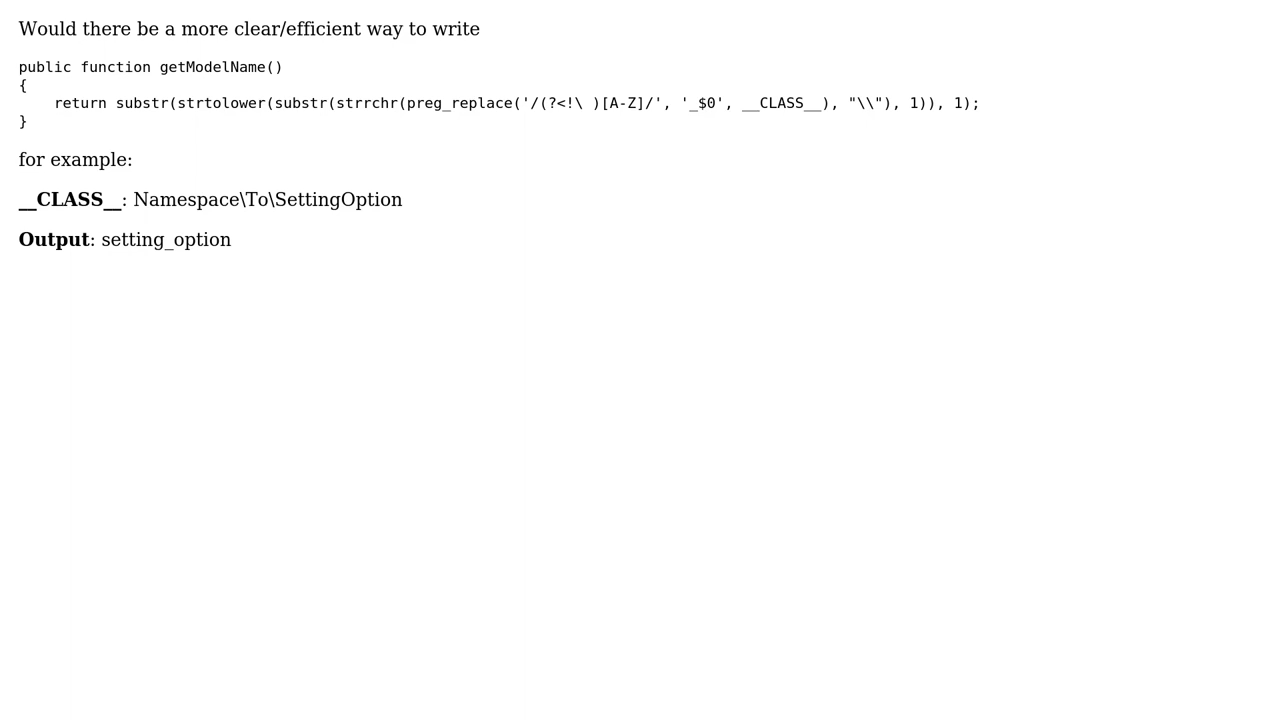 Would there be a more clear/efficient way to write
public function getModelName()
{
    return substr(strtolower(substr(strrchr(preg_replace('/(?<!\ )[A-Z]/', '_$0', __CLASS__), "\\"), 1)), 1);
}
for example:
__CLASS__: Namespace\To\SettingOption
Output: setting_option